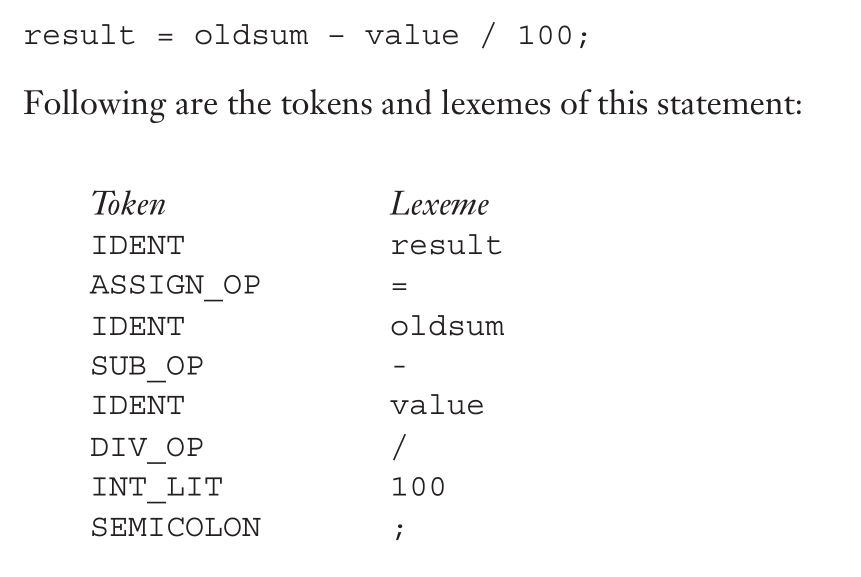 result = oldsum – value / 100;
Following are the tokens and lexemes of this statement:
Token Lexeme
IDENT result
ASSIGN_OP =
IDENT oldsum
SUB_OP -
IDENT value
DIV_OP /
INT_LIT 100
SEMICOLON ;